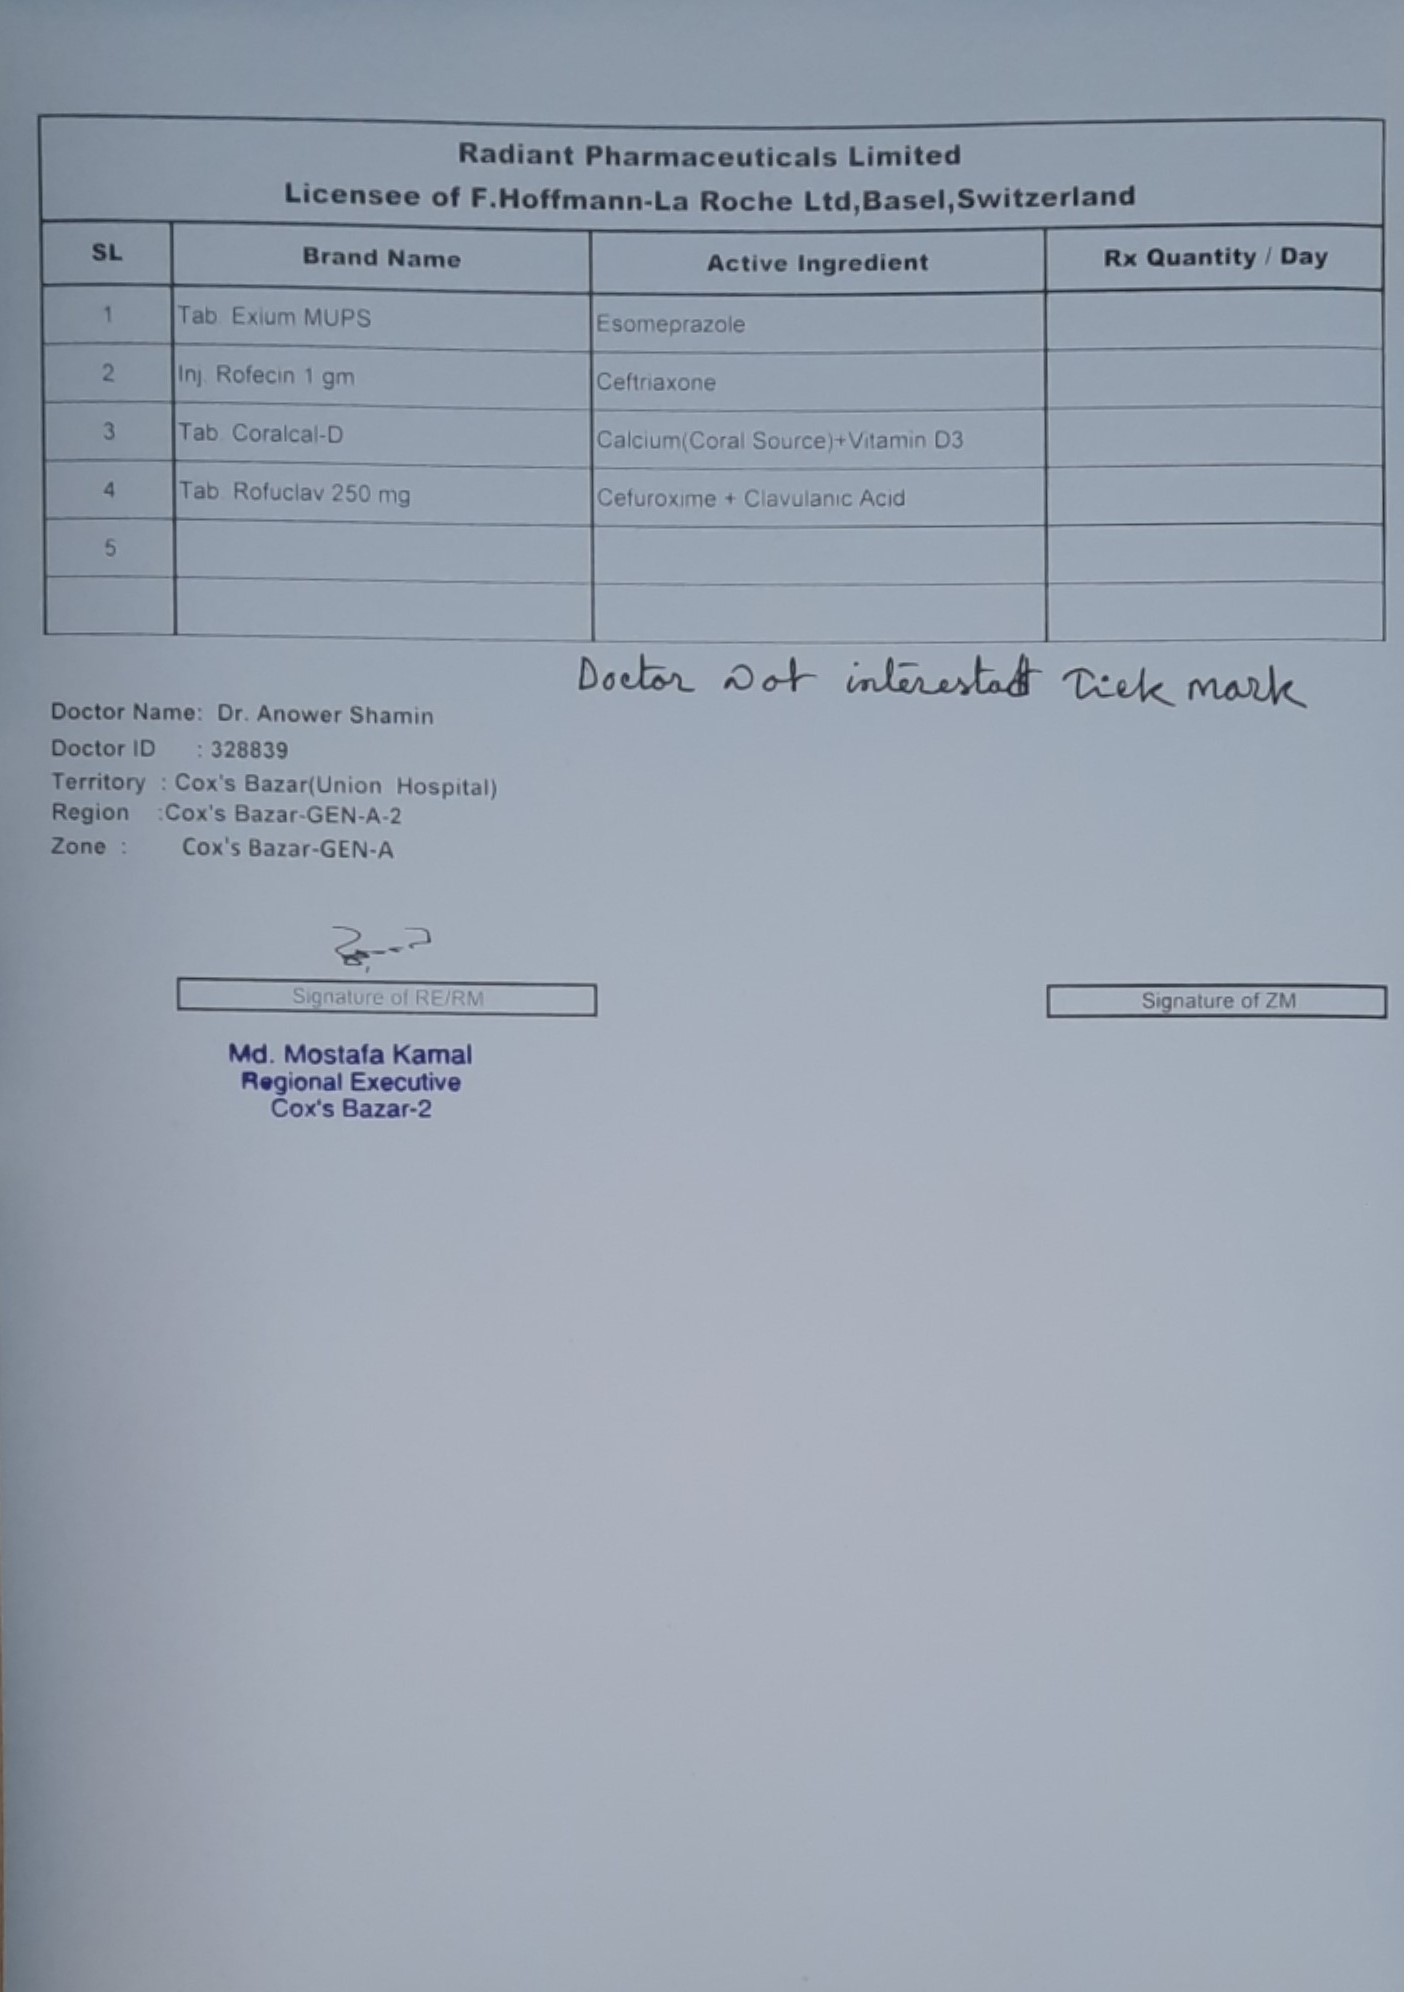 Radiant Pharmaceuticals Limited
Licensee of F.Hoffmann-La Roche Ltd,Basel,Switzerland
SL Brand Name Active Ingredient Rx Quantity / Day
1 Tab. Exium MUPS Esomeprazole
2 Inj. Rofecin 1 gm Ceftriaxone
3 Tab. Coralcal-D Calcium(Coral Source)+Vitamin D3
4 Tab. Rofuclav 250 mg Cefuroxime + Clavulanic Acid
5
Doctor Not interested Tick mark
Doctor Name: Dr. Anower Shamin
Doctor ID : 328839
Territory : Cox's Bazar(Union Hospital)
Region :Cox's Bazar-GEN-A-2
Zone : Cox's Bazar-GEN-A
Signature of RE/RM Signature of ZM
Md. Mostafa Kamal
Regional Executive
Cox's Bazar-2